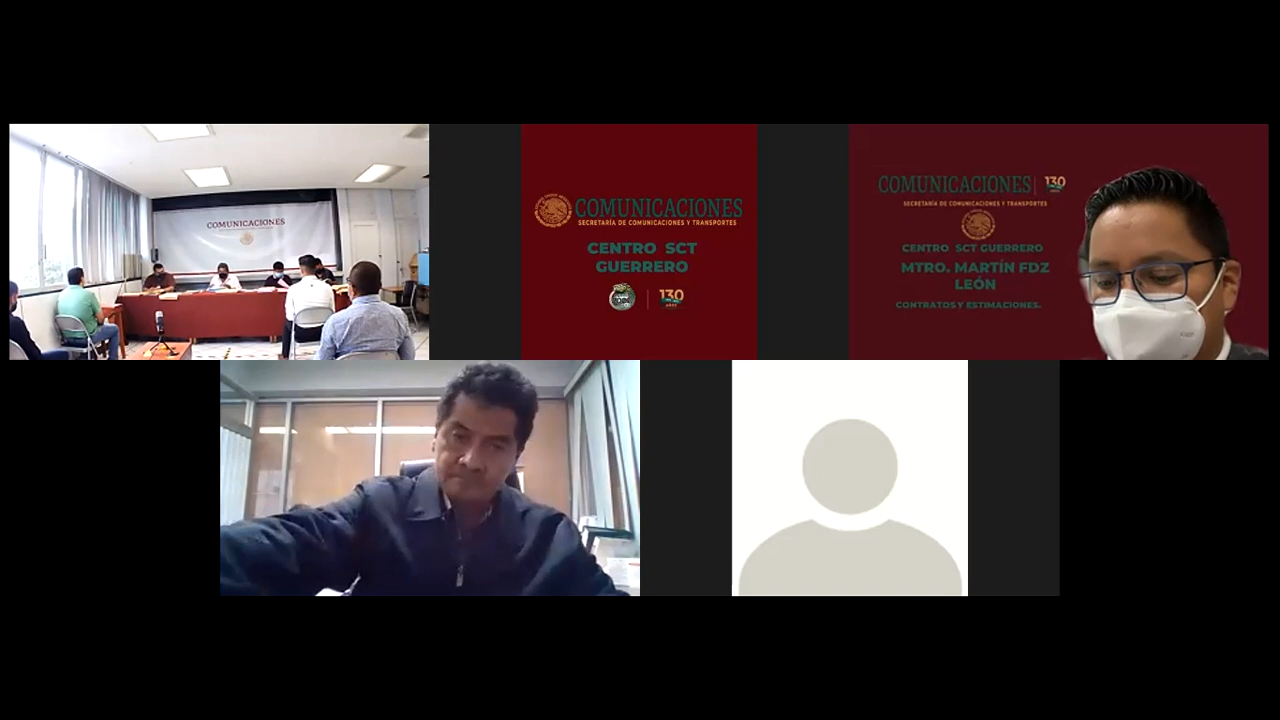 COMUNICACIONES
COMUNICACIONES
SECRETARÍA DE COMUNICACIONES Y TRANSPORTES
CENTRO SCT
GUERRERO
130
AÑOS
COMUNICACIONES
130
SECRETARÍA DE COMUNICACIONES Y TRANSPORTES
CENTRO SCT GUERRERO
MTRO. MARTÍN FDZ
LEÓN
CONTRATOS Y ESTIMACIONES.